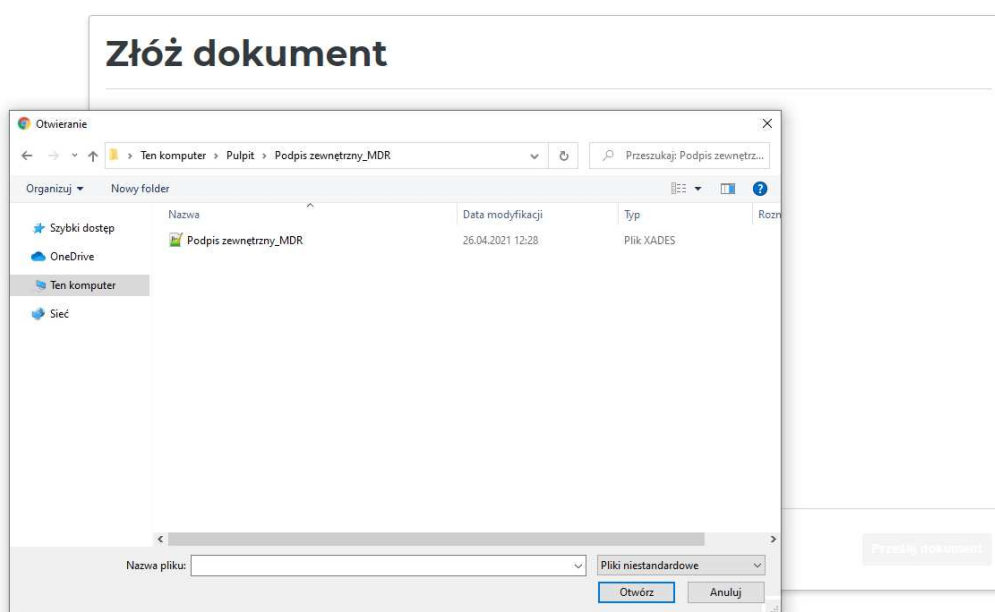 Złóż dokument
Otwieranie
Ten komputer > Pulpit > Podpis zewnętrzny_MDR
Przeszukaj: Podpis zewnętrz...
Organizuj Nowy folder
Nazwa Data modyfikacji Typ Rozn
Szybki dostęp
Podpis zewnętrzny_MDR 26.04.2021 12:28 Plik XADES
OneDrive
Ten komputer
Sieć
Nazwa pliku: Pliki niestandardowe
Otwórz Anuluj
Prześlij dokument